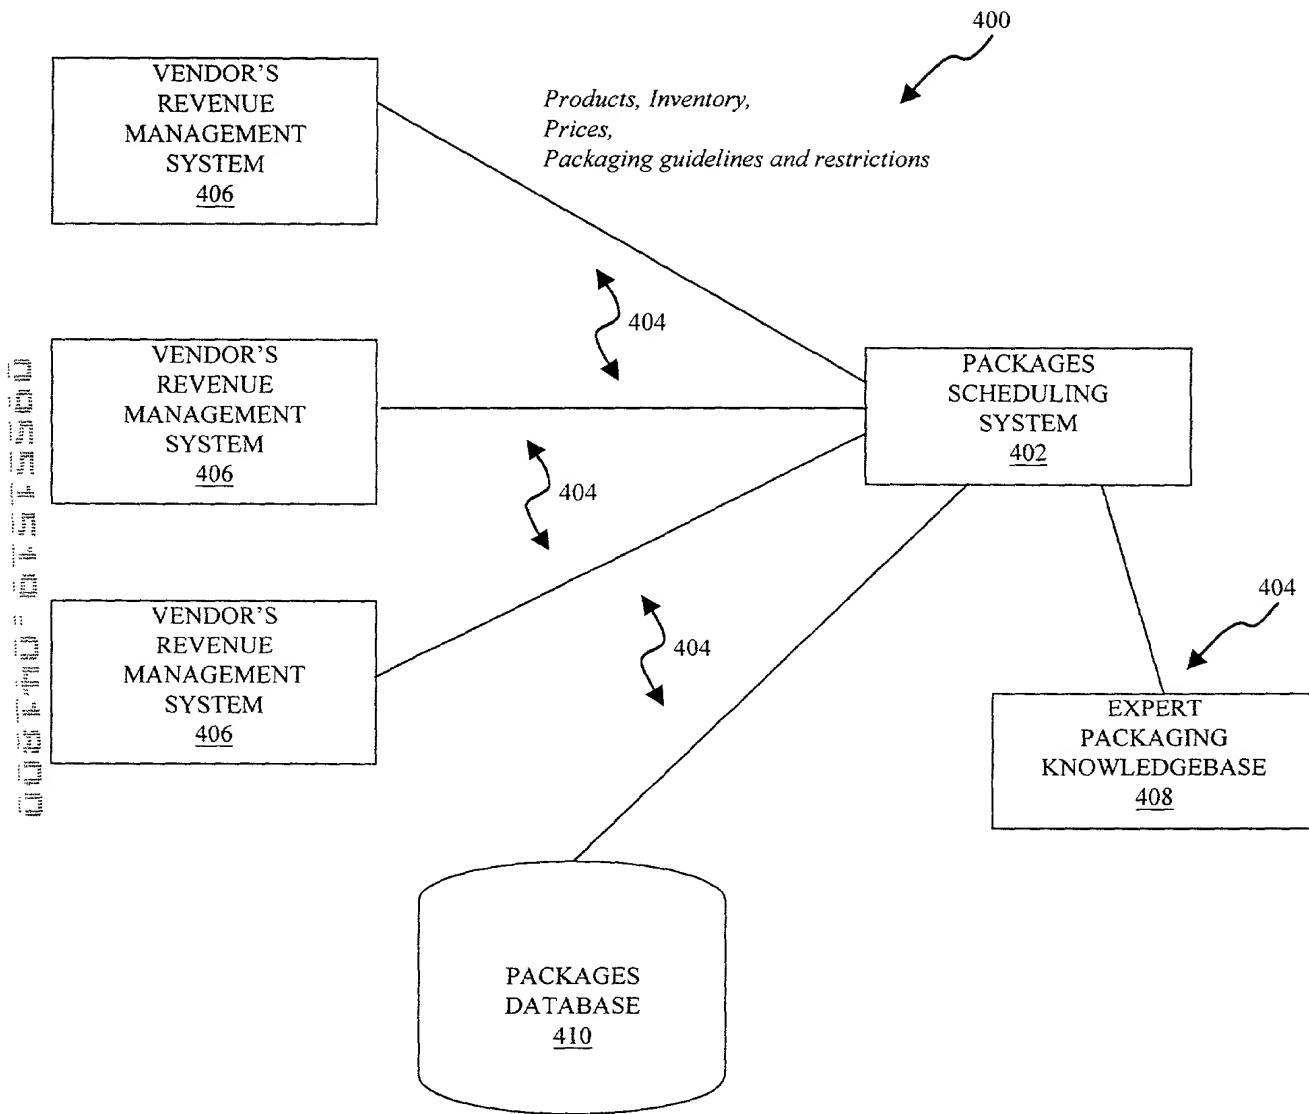 400
VENDOR'S
REVENUE
MANAGEMENT
SYSTEM
406
Products, Inventory,
Prices,
Packaging guidelines and restrictions
404
VENDOR'S
REVENUE
MANAGEMENT
SYSTEM
406
PACKAGES
SCHEDULING
SYSTEM
402
404
VENDOR'S
REVENUE
MANAGEMENT
SYSTEM
406
404
404
EXPERT
PACKAGING
KNOWLEDGEBASE
408
PACKAGES
DATABASE
410